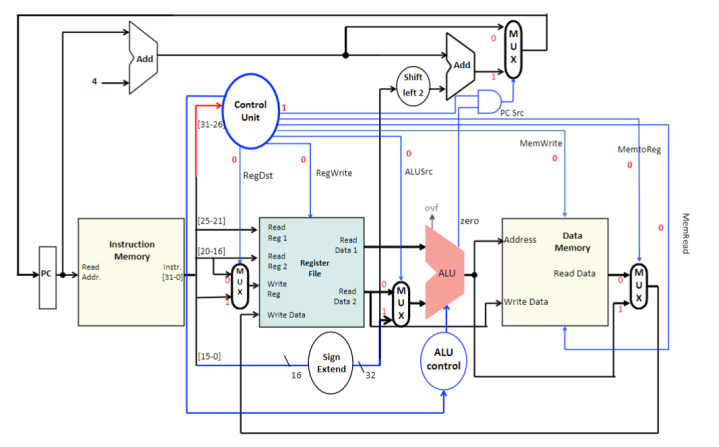 Add
4
Add
Shift
left 2
0
M
U
X
1
PC Src
Control
Unit
1
[31-26]
0
RegDst
0
RegWrite
0
ALUSrc
MemWrite
0
MemtoReg
0
0
MemRead
ovf
zero
[25-21]
[20-16]
PC
Instruction
Memory
Read
Addr.
Instr.
[31-0]
0
M
U
X
1
Read
Reg 1
Read
Reg 2
Write
Reg
Write Data
Register
File
Read
Data 1
Read
Data 2
0
M
U
X
1
ALU
Address
Data
Memory
Read Data
Write Data
0
M
U
X
1
[15-0]
16
Sign
Extend
32
ALU
control